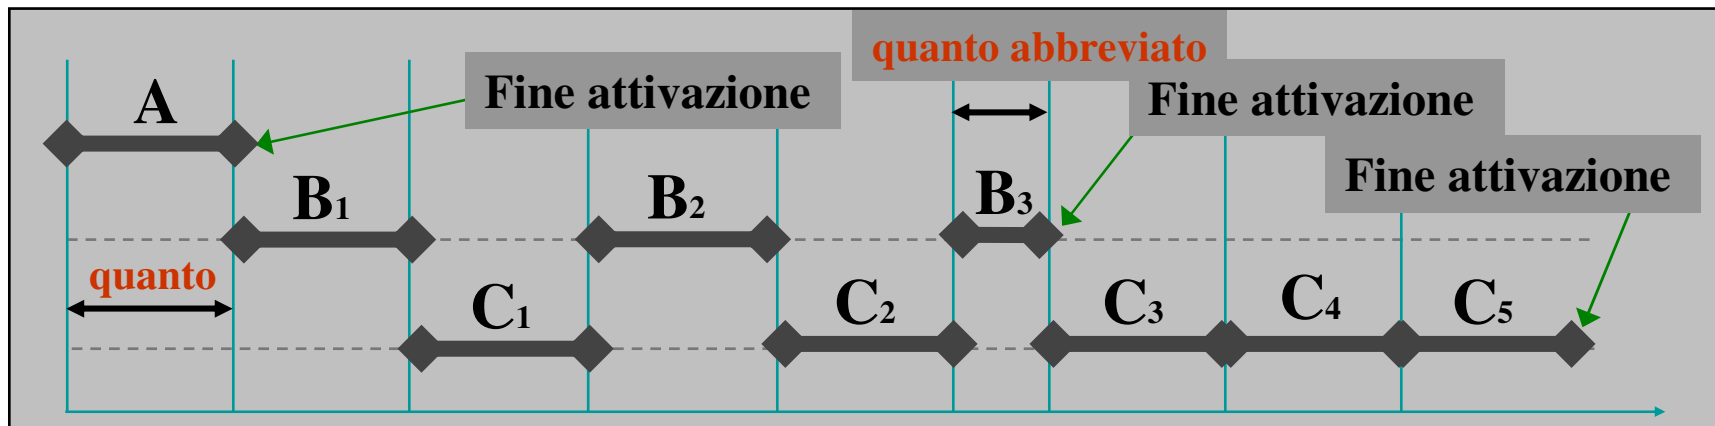 quanto abbreviato
Fine attivazione
A
Fine attivazione
Fine attivazione
B1
B2
B3
quanto
C1
C2
C3
C4
C5